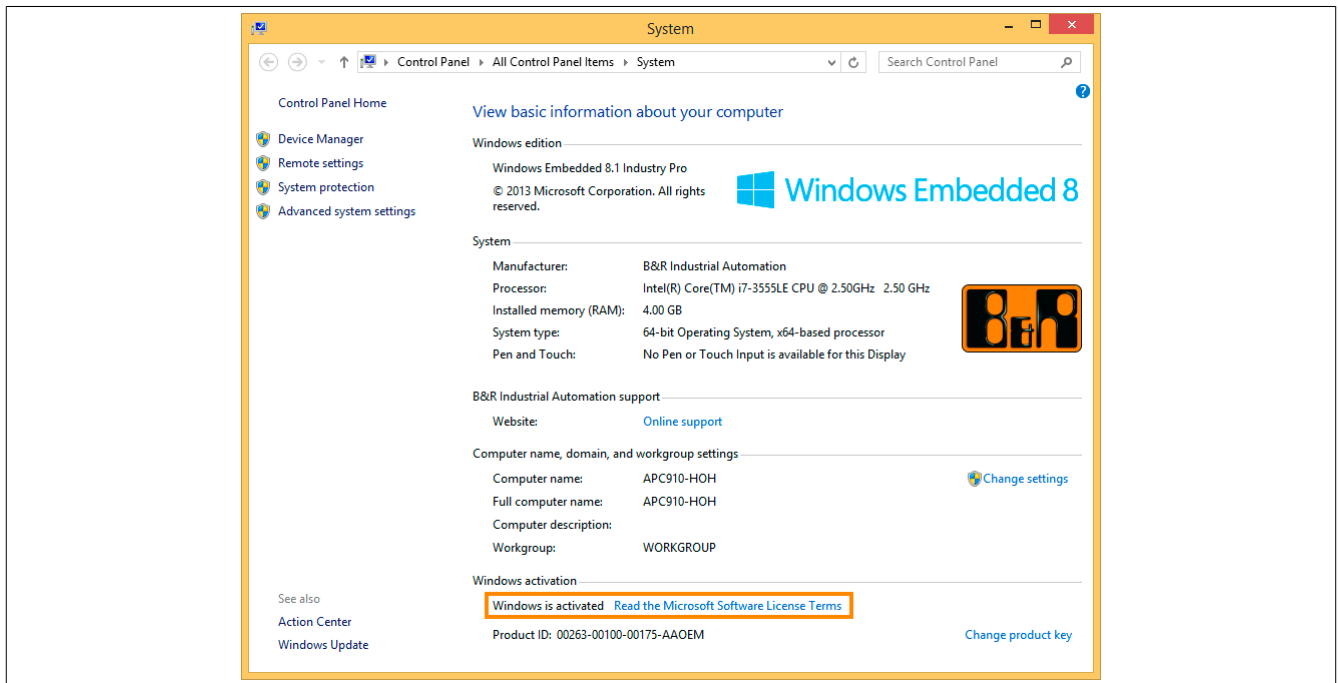 System
Control Panel ▸ All Control Panel Items ▸ System
Search Control Panel
Control Panel Home
Device Manager
Remote settings
System protection
Advanced system settings
See also
Action Center
Windows Update
View basic information about your computer
Windows edition
Windows Embedded 8.1 Industry Pro
© 2013 Microsoft Corporation. All rights
reserved.
Windows Embedded 8
System
Manufacturer: B&R Industrial Automation
Processor: Intel(R) Core(TM) i7-3555LE CPU @ 2.50GHz 2.50 GHz
Installed memory (RAM): 4.00 GB
System type: 64-bit Operating System, x64-based processor
Pen and Touch: No Pen or Touch Input is available for this Display
B&R
B&R Industrial Automation support
Website: Online support
Computer name, domain, and workgroup settings
Computer name: APC910-HOH Change settings
Full computer name: APC910-HOH
Computer description:
Workgroup: WORKGROUP
Windows activation
Windows is activated Read the Microsoft Software License Terms
Product ID: 00263-00100-00175-AAOEM Change product key